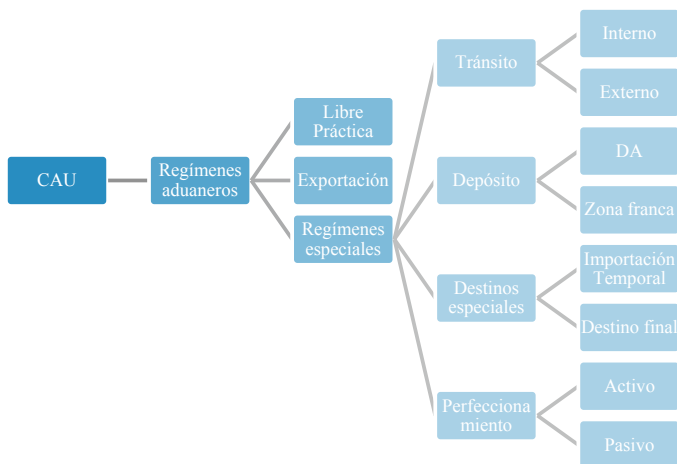 CAU
Regímenes
aduaneros
Libre
Práctica
Exportación
Regímenes
especiales
Tránsito
Interno
Externo
Depósito
DA
Zona franca
Destinos
especiales
Importación
Temporal
Destino final
Perfecciona
miento
Activo
Pasivo